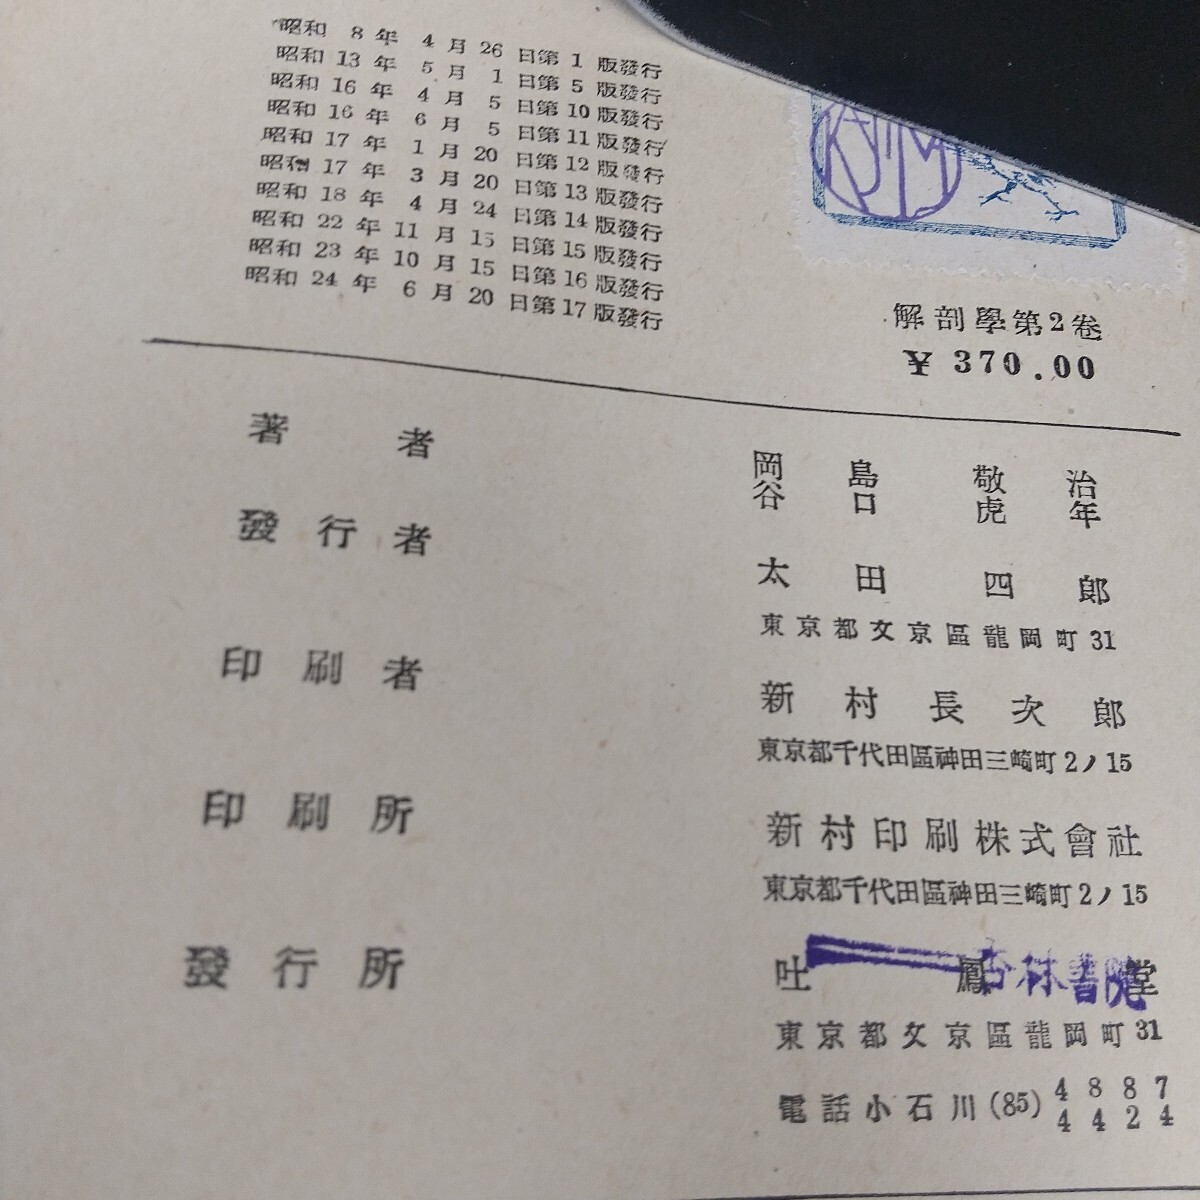 昭和 8 年 4 月 26 日第 1 版發行
昭和 13 年 5 月 1 日第 5 版發行
昭和 16 年 4 月 5 日第 10 版發行
昭和 16 年 6 月 5 日第 11 版發行
昭和 17 年 1 月 20 日第 12 版發行
昭和 17 年 3 月 20 日第 13 版發行
昭和 18 年 4 月 24 日第 14 版發行
昭和 22 年 11 月 15 日第 15 版發行
昭和 23 年 10 月 15 日第 16 版發行
昭和 24 年 6 月 20 日第 17 版發行
解剖學第2卷
¥ 370.00
著者 岡島敬治
谷口虎年
發行者 太田四郎
東京都文京區龍岡町 31
印刷者 新村長次郎
東京都千代田區神田三崎町 2ノ15
印刷所 新村印刷株式會社
東京都千代田區神田三崎町 2ノ15
發行所 吐鳳堂
杏林書院
東京都文京區龍岡町 31
電話小石川 (85) 4887
4424